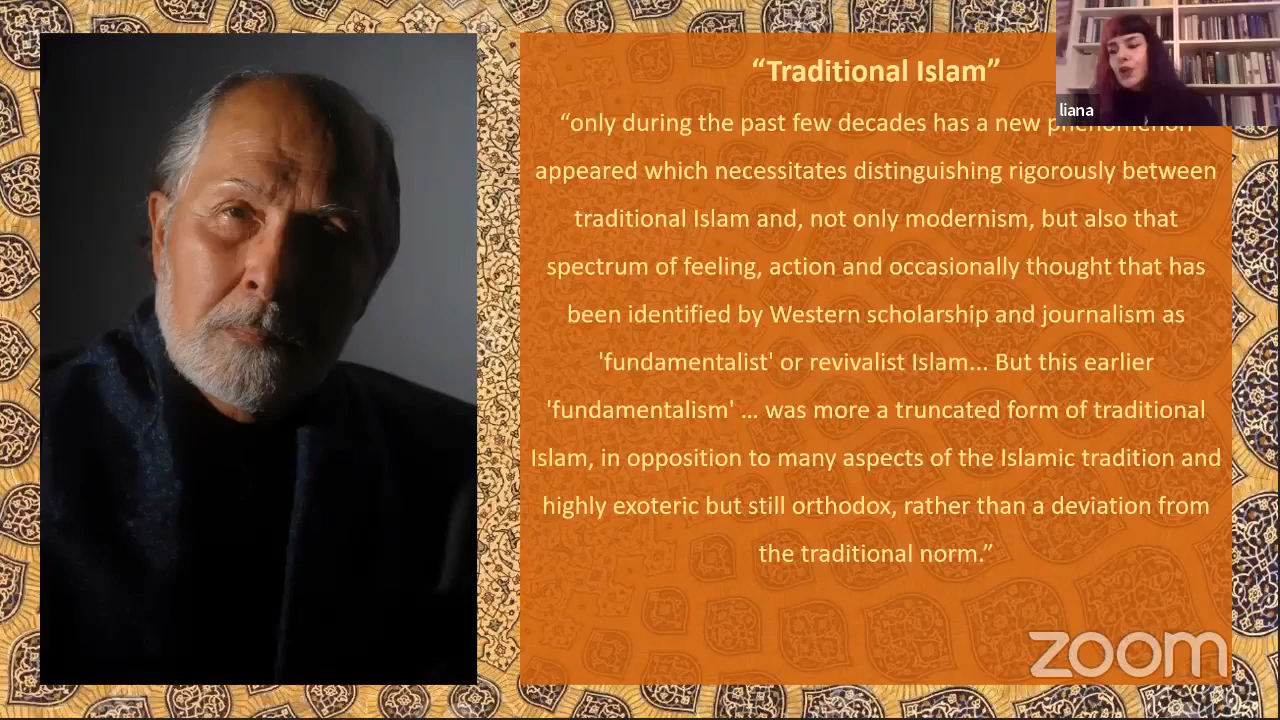 “Traditional Islam”
“only during the past few decades has a new phenomenon
appeared which necessitates distinguishing rigorously between
traditional Islam and, not only modernism, but also that
spectrum of feeling, action and occasionally thought that has
been identified by Western scholarship and journalism as
'fundamentalist' or revivalist Islam... But this earlier
'fundamentalism' ... was more a truncated form of traditional
Islam, in opposition to many aspects of the Islamic tradition and
highly exoteric but still orthodox, rather than a deviation from
the traditional norm.”
liana
zoom